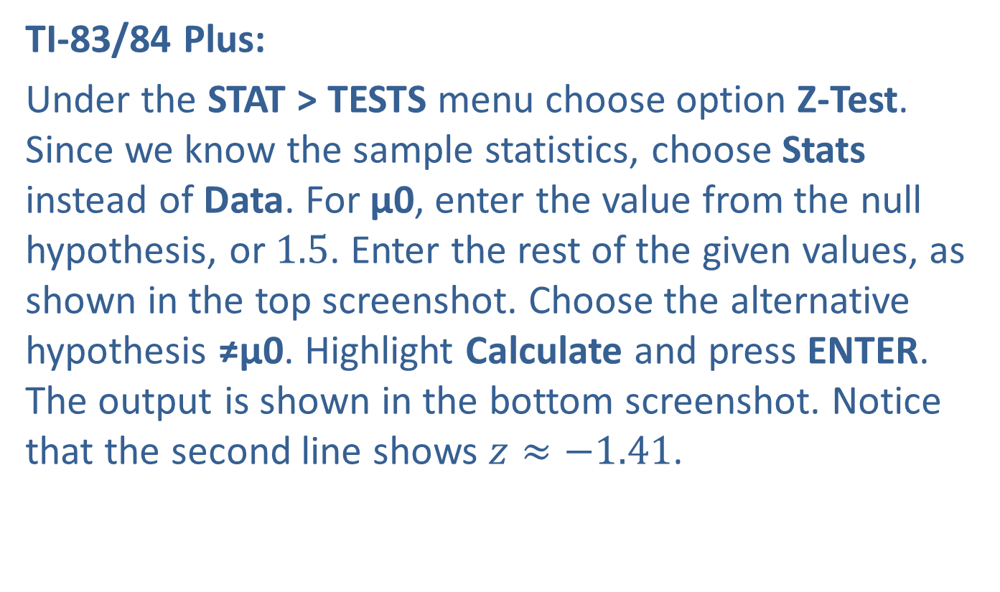 TI-83/84 Plus:
Under the STAT > TESTS menu choose option Z-Test.
Since we know the sample statistics, choose Stats
instead of Data. For µ0, enter the value from the null
hypothesis, or 1.5. Enter the rest of the given values, as
shown in the top screenshot. Choose the alternative
hypothesis ≠µ0. Highlight Calculate and press ENTER.
The output is shown in the bottom screenshot. Notice
that the second line shows z ≈ −1.41.